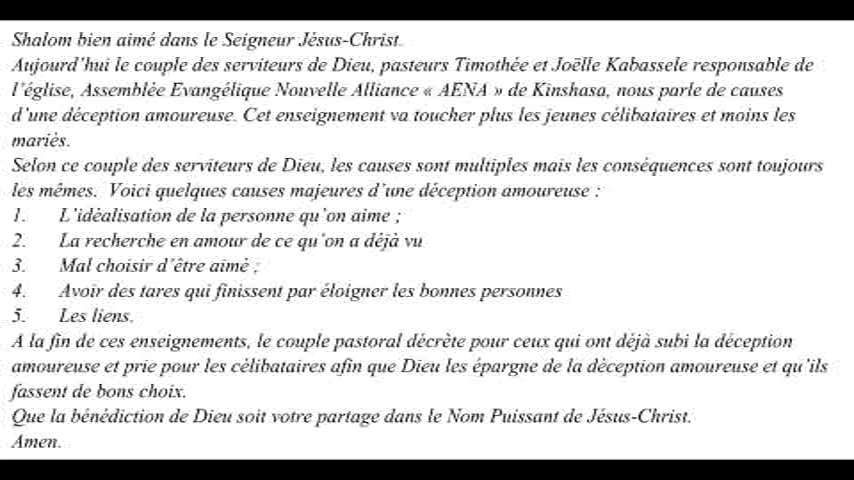 Shalom bien aimé dans le Seigneur Jésus-Christ.
Aujourd'hui le couple des serviteurs de Dieu, pasteurs Timothée et Joëlle Kabassele responsable de
l'église, Assemblée Evangélique Nouvelle Alliance « AENA » de Kinshasa, nous parle de causes
d'une déception amoureuse. Cet enseignement va toucher plus les jeunes célibataires et moins les
mariés.
Selon ce couple des serviteurs de Dieu, les causes sont multiples mais les conséquences sont toujours
les mêmes. Voici quelques causes majeures d'une déception amoureuse :
1. L'idéalisation de la personne qu'on aime ;
2. La recherche en amour de ce qu'on a déjà vu
3. Mal choisir d'être aimé ;
4. Avoir des tares qui finissent par éloigner les bonnes personnes
5. Les liens.
A la fin de ces enseignements, le couple pastoral décrète pour ceux qui ont déjà subi la déception
amoureuse et prie pour les célibataires afin que Dieu les épargne de la déception amoureuse et qu'ils
fassent de bons choix.
Que la bénédiction de Dieu soit votre partage dans le Nom Puissant de Jésus-Christ.
Amen.